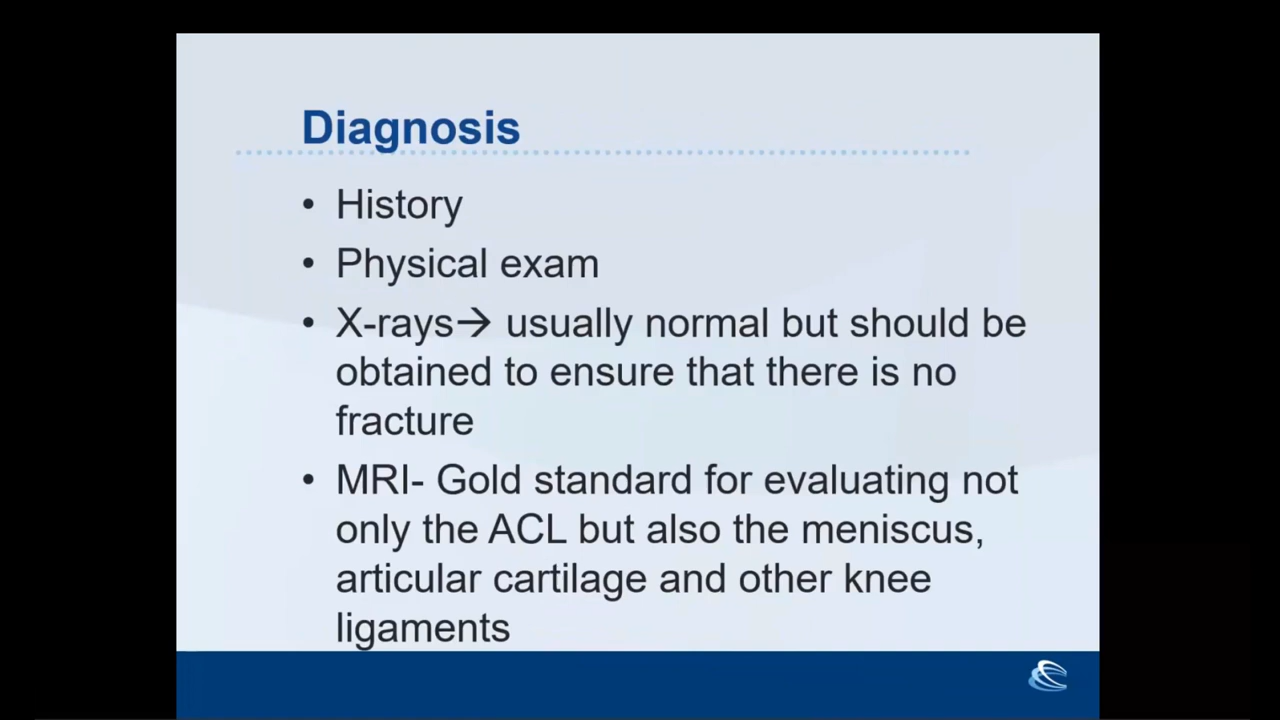 Diagnosis
• History
• Physical exam
• X-rays→ usually normal but should be
obtained to ensure that there is no
fracture
• MRI- Gold standard for evaluating not
only the ACL but also the meniscus,
articular cartilage and other knee
ligaments